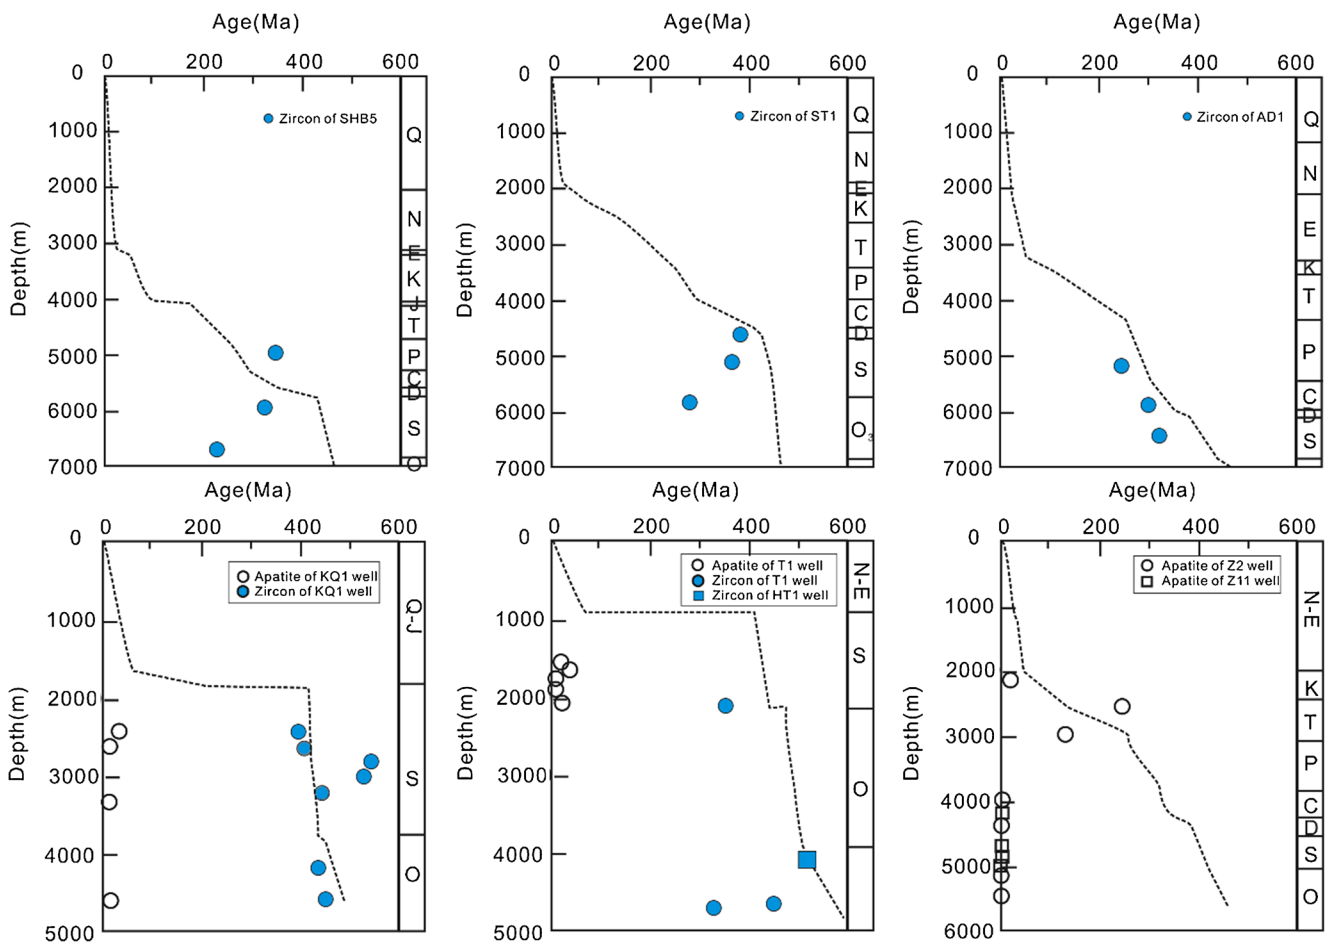 Age(Ma)
0 200 400 600
0
1000
2000
3000
4000
5000
6000
7000
Depth(m)
Zircon of SHB5
Q
N
E
K
J
T
P
C
D
S
O
Age(Ma)
0 200 400 600
0
1000
2000
3000
4000
5000
6000
7000
Depth(m)
Zircon of ST1
Q
N
E
K
T
P
C
D
S
O3
Age(Ma)
0 200 400 600
0
1000
2000
3000
4000
5000
6000
7000
Depth(m)
Zircon of AD1
Q
N
E
K
T
P
C
D
S
Age(Ma)
0 200 400 600
0
1000
2000
3000
4000
5000
Depth(m)
Apatite of KQ1 well
Zircon of KQ1 well
Q-J
S
O
Age(Ma)
0 200 400 600
0
1000
2000
3000
4000
5000
Depth(m)
Apatite of T1 well
Zircon of T1 well
Zircon of HT1 well
N-E
S
O
Age(Ma)
0 200 400 600
0
1000
2000
3000
4000
5000
6000
Depth(m)
Apatite of Z2 well
Apatite of Z11 well
N-E
K
T
P
C
D
S
O